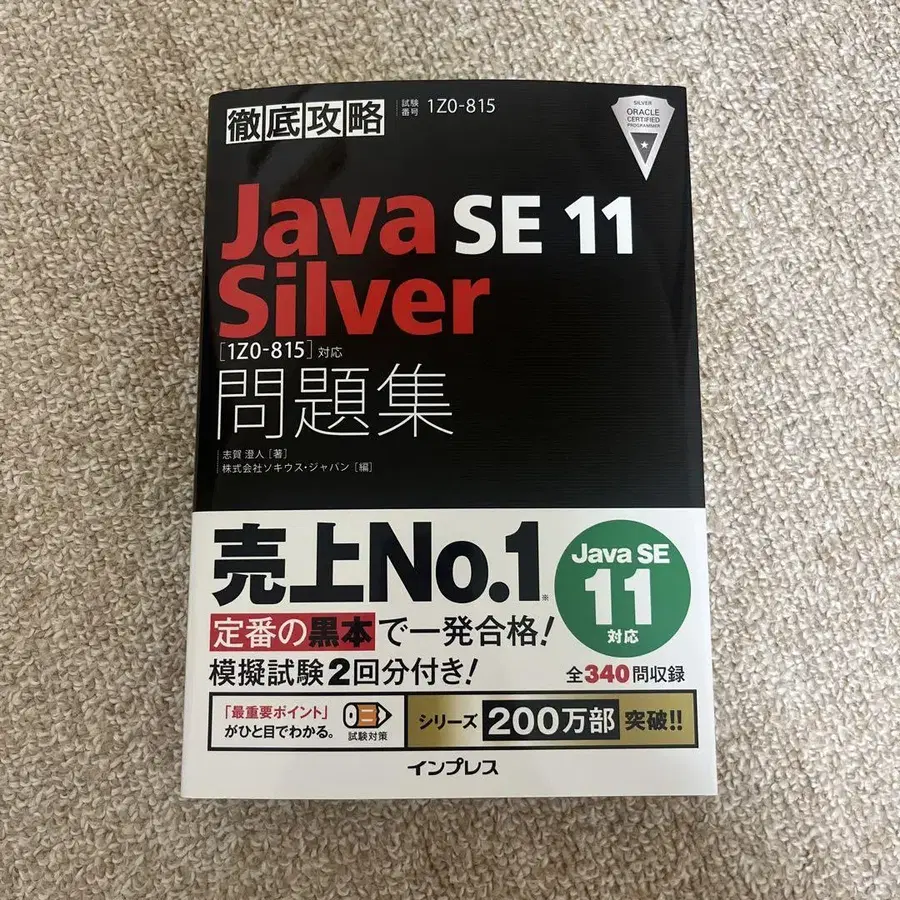 徹底攻略
試験番号 1Z0-815
SILVER
ORACLE
CERTIFIED
PROGRAMMER
Java SE 11
Silver
[1Z0-815] 対応
問題集
志賀 澄人 [著]
株式会社ソキウス・ジャパン [編]
売上No.1※
Java SE
11
対応
定番の黒本で一発合格!
模擬試験2回分付き!
全340問収録
「最重要ポイント」
がひと目でわかる。
試験対策
シリーズ 200万部 突破!!
インプレス